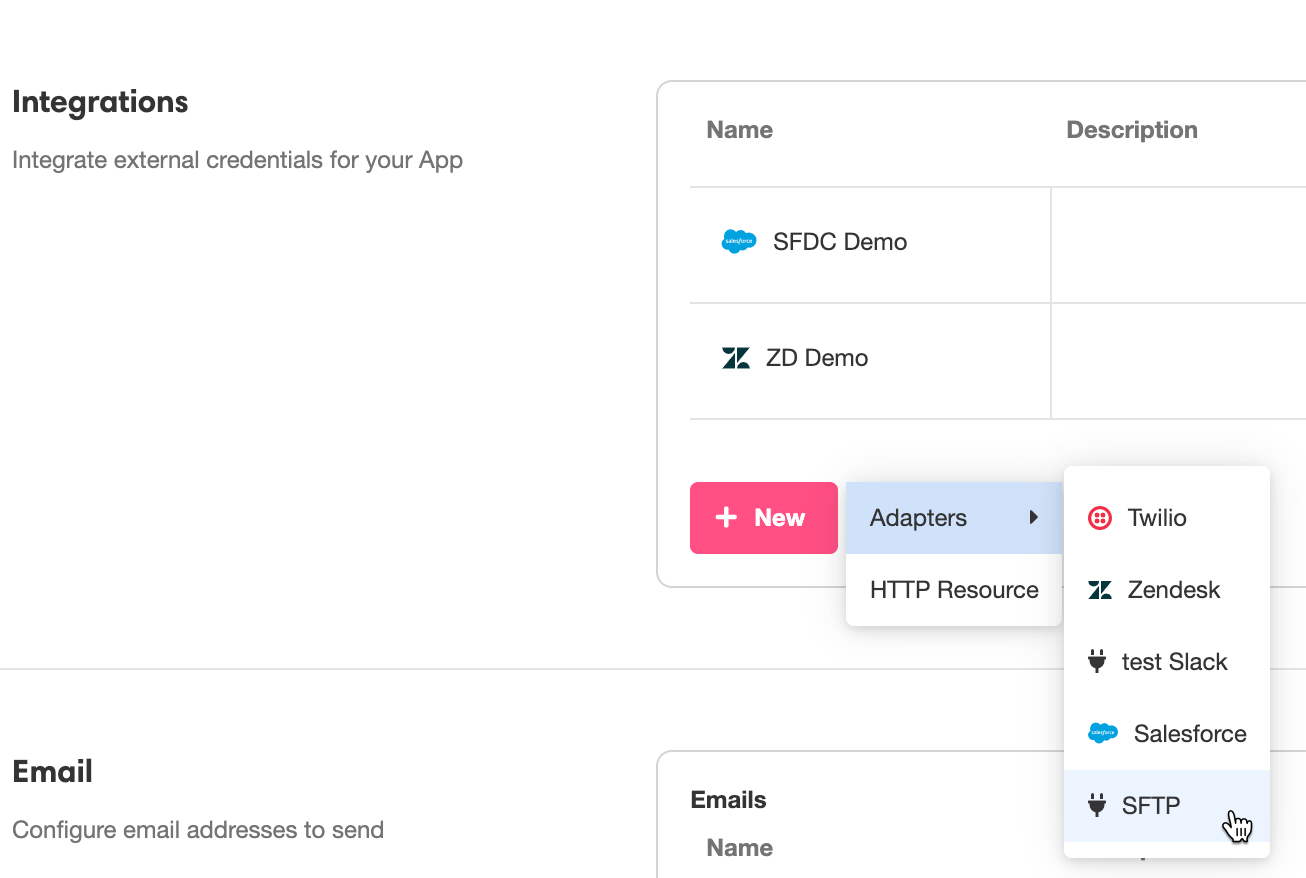 Integrations
Integrate external credentials for your App
Name Description
salesforce SFDC Demo
ZD Demo
New
Adapters
HTTP Resource
Twilio
Zendesk
test Slack
salesforce Salesforce
SFTP
Email
Configure email addresses to send
Emails
Name